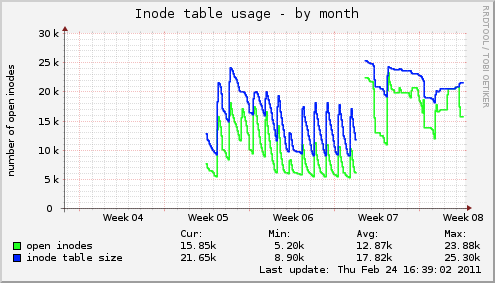 Inode table usage - by month
RRDTOOL / TOBI OETIKER
number of open inodes
30 k
25 k
20 k
15 k
10 k
5 k
0
Week 04 Week 05 Week 06 Week 07 Week 08
Cur: Min: Avg: Max:
open inodes 15.85k 5.20k 12.87k 23.88k
inode table size 21.65k 8.90k 17.82k 25.30k
Last update: Thu Feb 24 16:39:02 2011